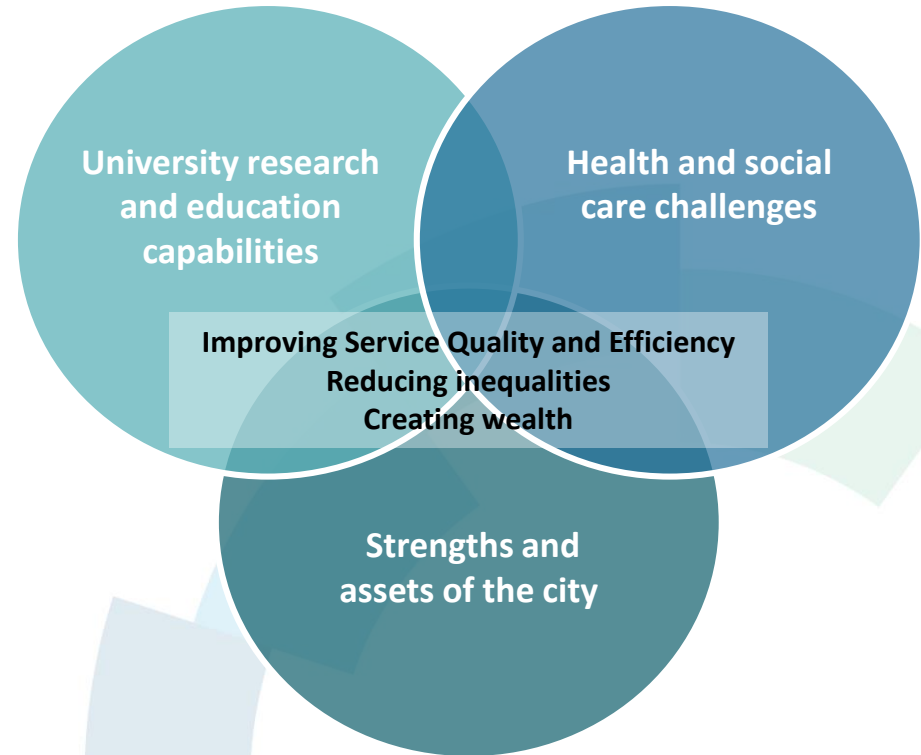 University research
and education
capabilities
Health and social
care challenges
Improving Service Quality and Efficiency
Reducing inequalities
Creating wealth
Strengths and
assets of the city